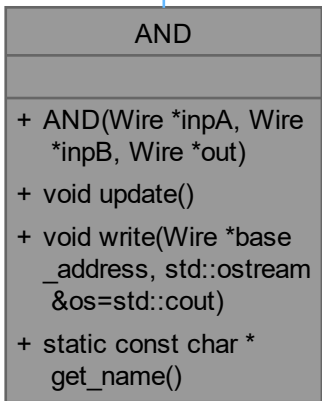 AND
+ AND(Wire *inpA, Wire
*inpB, Wire *out)
+ void update()
+ void write(Wire *base
_address, std::ostream
&os=std::cout)
+ static const char *
get_name()